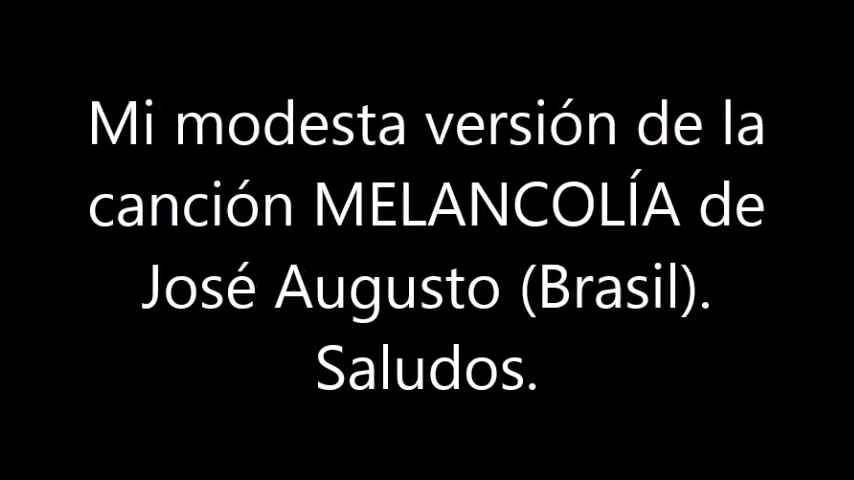 Mi modesta versión de la
canción MELANCOLÍA de
José Augusto (Brasil).
Saludos.